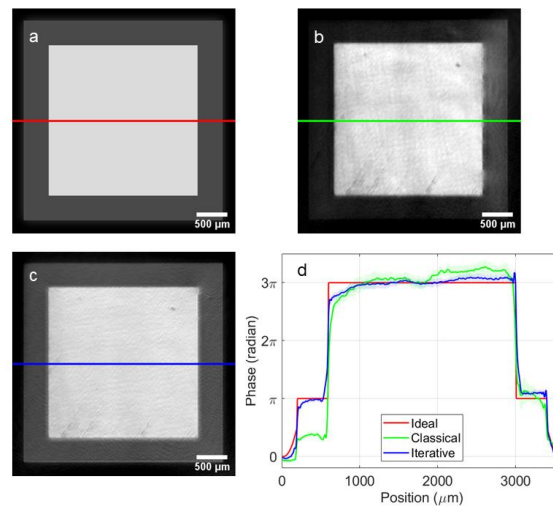 a
500 µm
b
500 µm
c
500 µm
d
3π
2π
π
0
Phase (radian)
Ideal
Classical
Iterative
0
1000
2000
3000
Position (µm)